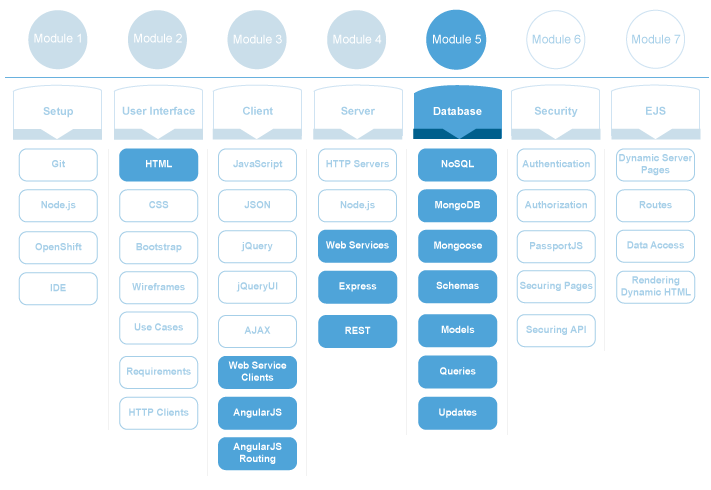 Module 1
Module 2
Module 3
Module 4
Module 5
Module 6
Module 7
Setup
User Interface
Client
Server
Database
Security
EJS
Git
HTML
JavaScript
HTTP Servers
NoSQL
Authentication
Dynamic Server
Pages
Node.js
CSS
JSON
Node.js
MongoDB
Authorization
Routes
OpenShift
Bootstrap
jQuery
Web Services
Mongoose
PassportJS
Data Access
IDE
Wireframes
jQueryUI
Express
Schemas
Securing Pages
Rendering
Dynamic HTML
Use Cases
AJAX
REST
Models
Securing API
Requirements
Web Service
Clients
Queries
HTTP Clients
AngularJS
Updates
AngularJS
Routing